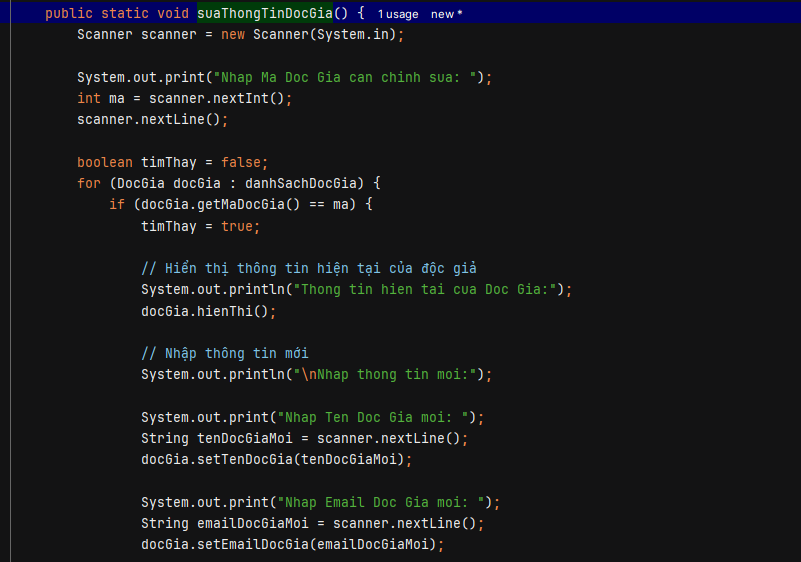 public static void suaThongTinDocGia() {  1 usage  new *
Scanner scanner = new Scanner(System.in);
System.out.print("Nhap Ma Doc Gia can chinh sua: ");
int ma = scanner.nextInt();
scanner.nextLine();
boolean timThay = false;
for (DocGia docGia : danhSachDocGia) {
if (docGia.getMaDocGia() == ma) {
timThay = true;
// Hiển thị thông tin hiện tại của độc giả
System.out.println("Thong tin hien tai cua Doc Gia:");
docGia.hienThi();
// Nhập thông tin mới
System.out.println("\nNhap thong tin moi:");
System.out.print("Nhap Ten Doc Gia moi: ");
String tenDocGiaMoi = scanner.nextLine();
docGia.setTenDocGia(tenDocGiaMoi);
System.out.print("Nhap Email Doc Gia moi: ");
String emailDocGiaMoi = scanner.nextLine();
docGia.setEmailDocGia(emailDocGiaMoi);